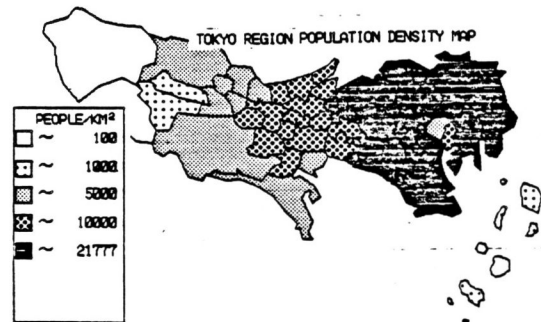 TOKYO REGION POPULATION DENSITY MAP
PEOPLE/KM²
~ 100
~ 1000
~ 5000
~ 10000
~ 21777